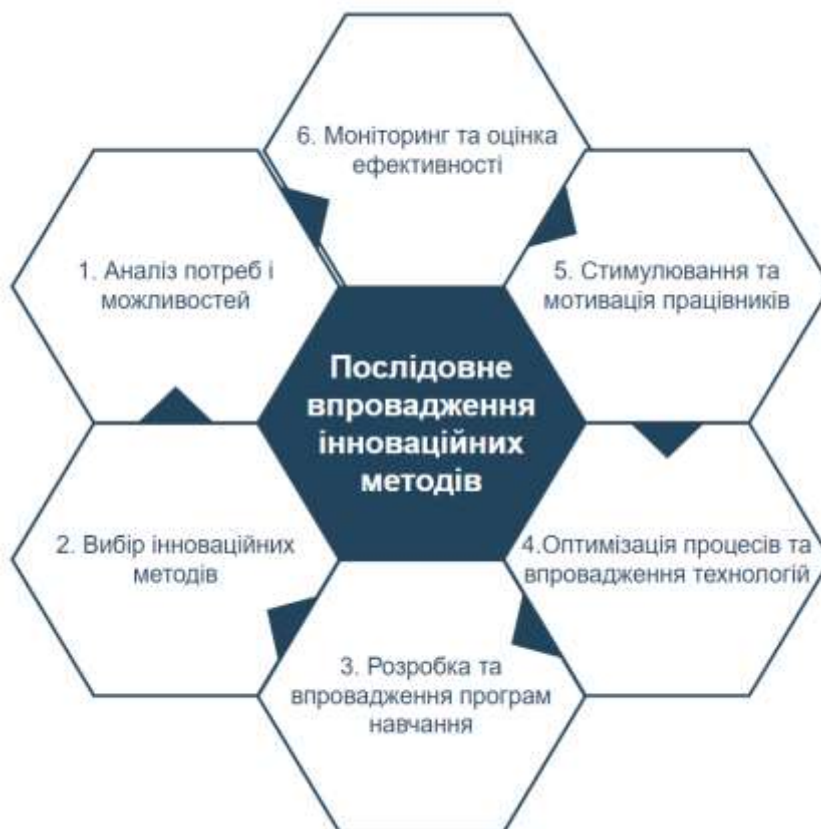 6. Моніторинг та оцінка
ефективності
1. Аналіз потреб і
можливостей
5. Стимулювання та
мотивація працівників
Послідовне
впровадження
інноваційних
методів
2. Вибір інноваційних
методів
4.Оптимізація процесів та
впровадження технологій
3. Розробка та
впровадження програм
навчання